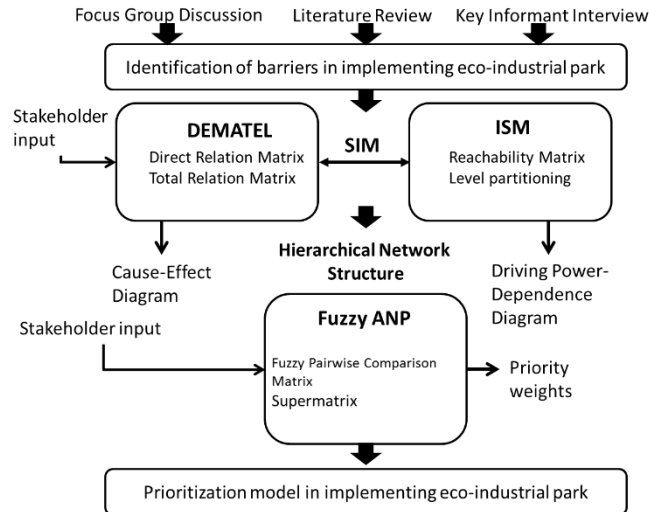 Focus Group Discussion
Literature Review
Key Informant Interview
Identification of barriers in implementing eco-industrial park
Stakeholder
input
DEMATEL
Direct Relation Matrix
Total Relation Matrix
SIM
ISM
Reachability Matrix
Level partitioning
Hierarchical Network
Structure
Cause-Effect
Diagram
Driving Power-
Dependence
Diagram
Stakeholder input
Fuzzy ANP
Fuzzy Pairwise Comparison
Matrix
Supermatrix
Priority
weights
Prioritization model in implementing eco-industrial park